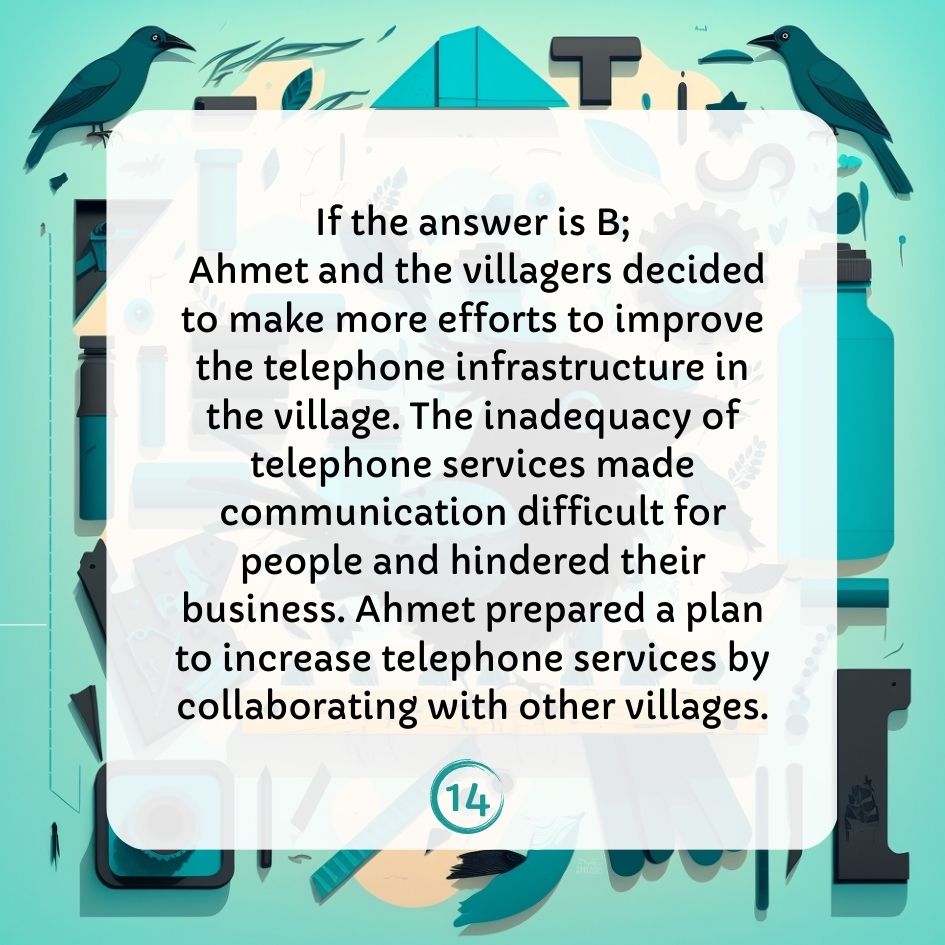 If the answer is B;
Ahmet and the villagers decided
to make more efforts to improve
the telephone infrastructure in
the village. The inadequacy of
telephone services made
communication difficult for
people and hindered their
business. Ahmet prepared a plan
to increase telephone services by
collaborating with other villages.
14